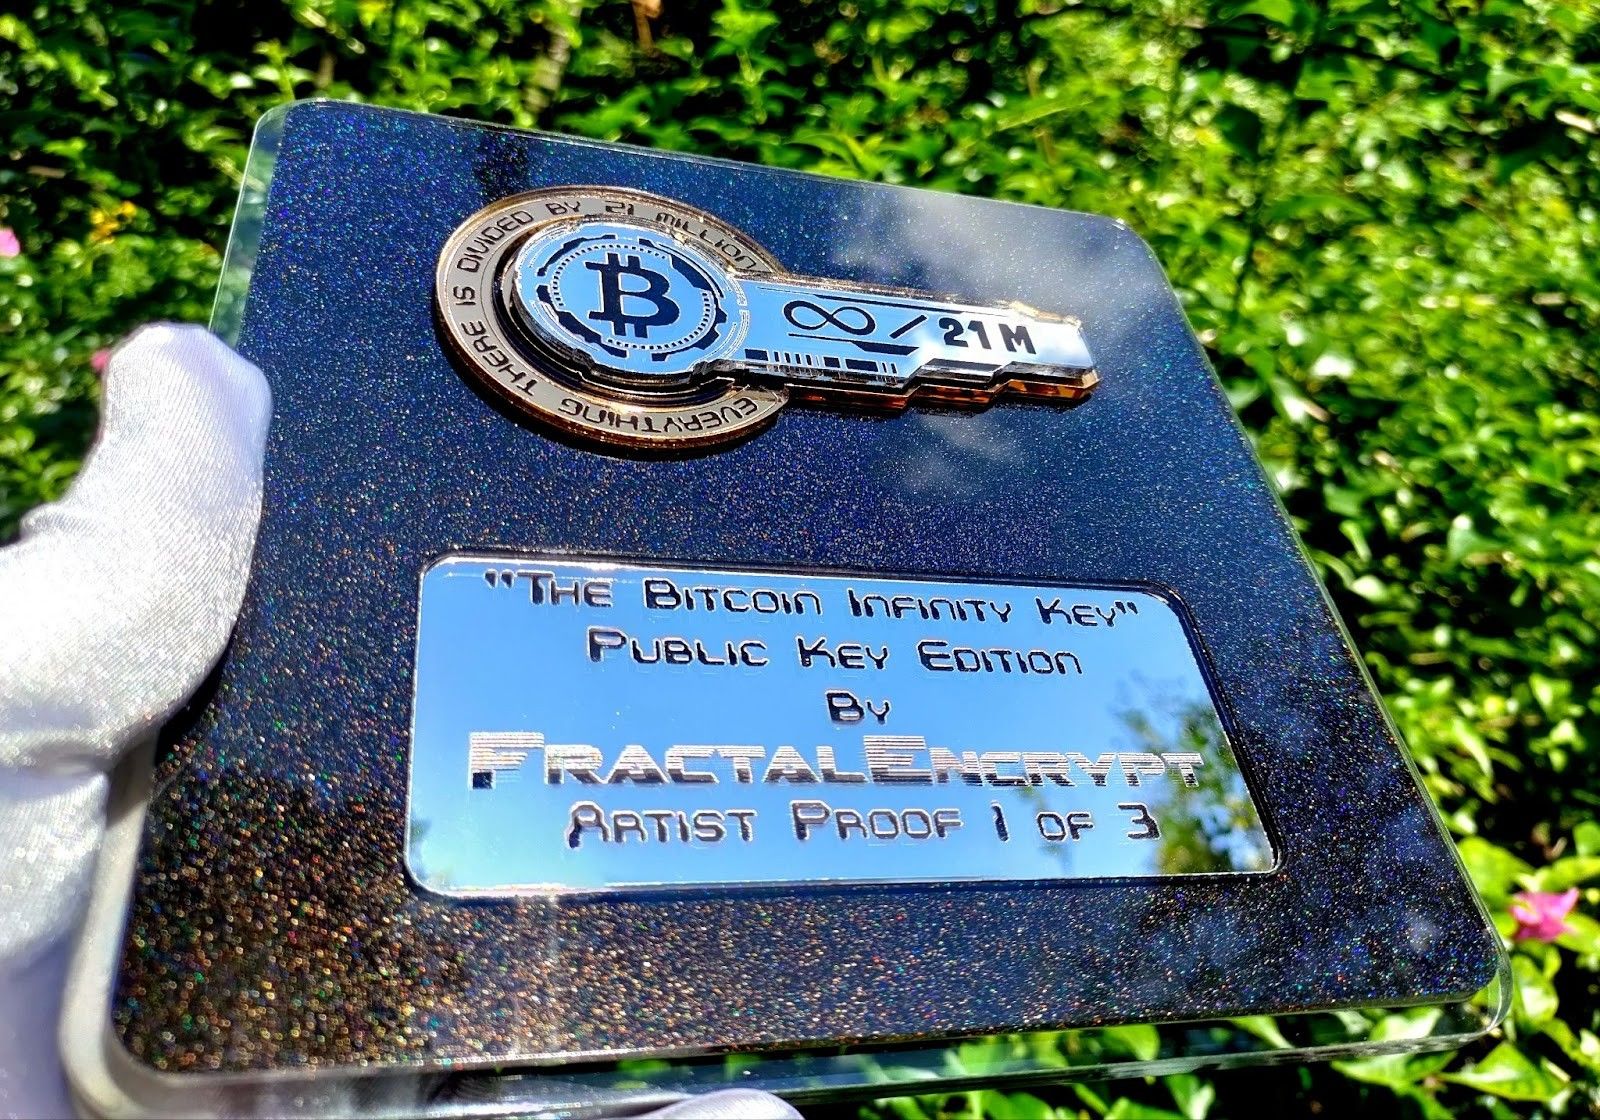 EVERYTHING THERE IS DIVIDED BY 21 MILLION
₿
∞/21M
"The Bitcoin Infinity Key"
Public Key Edition
By
FractalEncrypt
Artist Proof 1 of 3